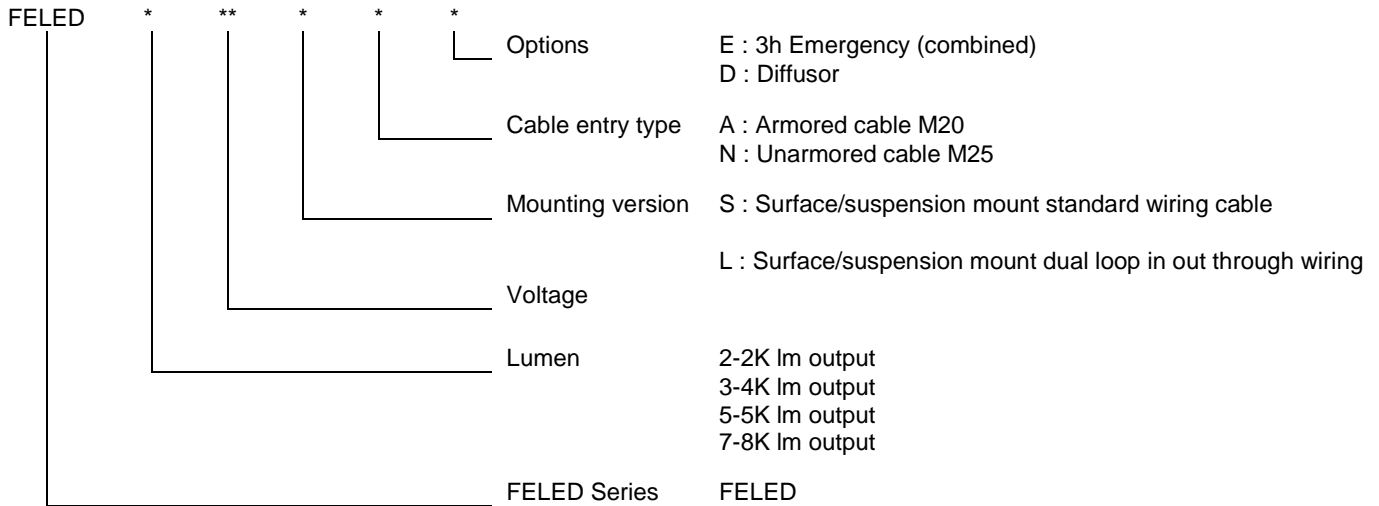 FELED * ** * * *
Options E : 3h Emergency (combined)
D : Diffusor
Cable entry type A : Armored cable M20
N : Unarmored cable M25
Mounting version S : Surface/suspension mount standard wiring cable
L : Surface/suspension mount dual loop in out through wiring
Voltage
Lumen 2-2K lm output
3-4K lm output
5-5K lm output
7-8K lm output
FELED Series FELED